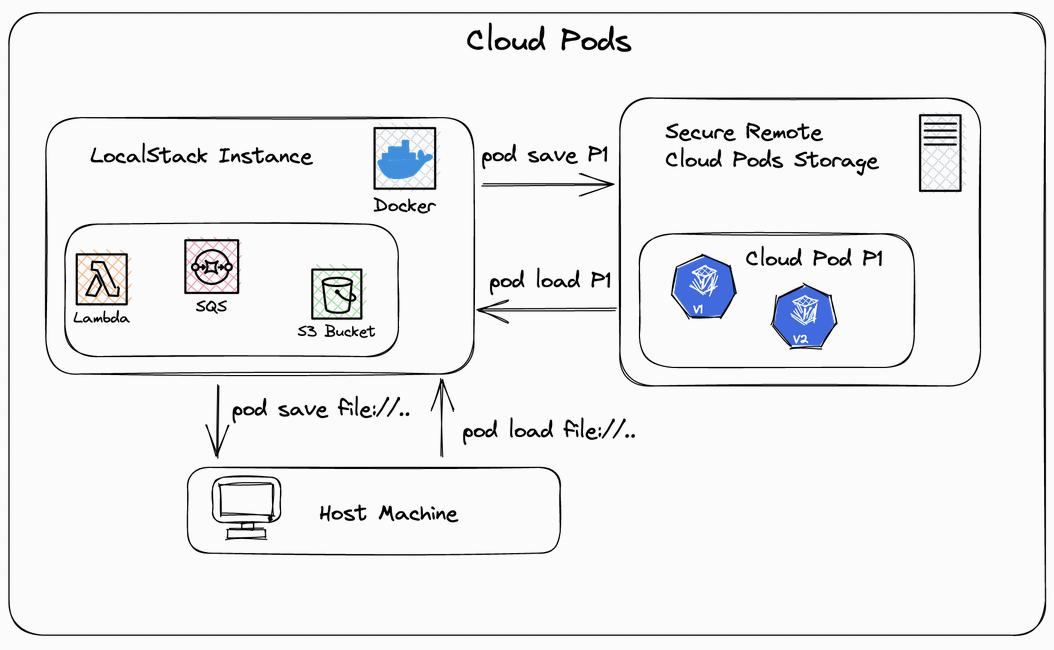 Cloud Pods
LocalStack Instance
Docker
Lambda
SQS
S3 Bucket
pod save P1
pod load P1
Secure Remote
Cloud Pods Storage
Cloud Pod P1
V1
V2
pod save file://..
pod load file://..
Host Machine